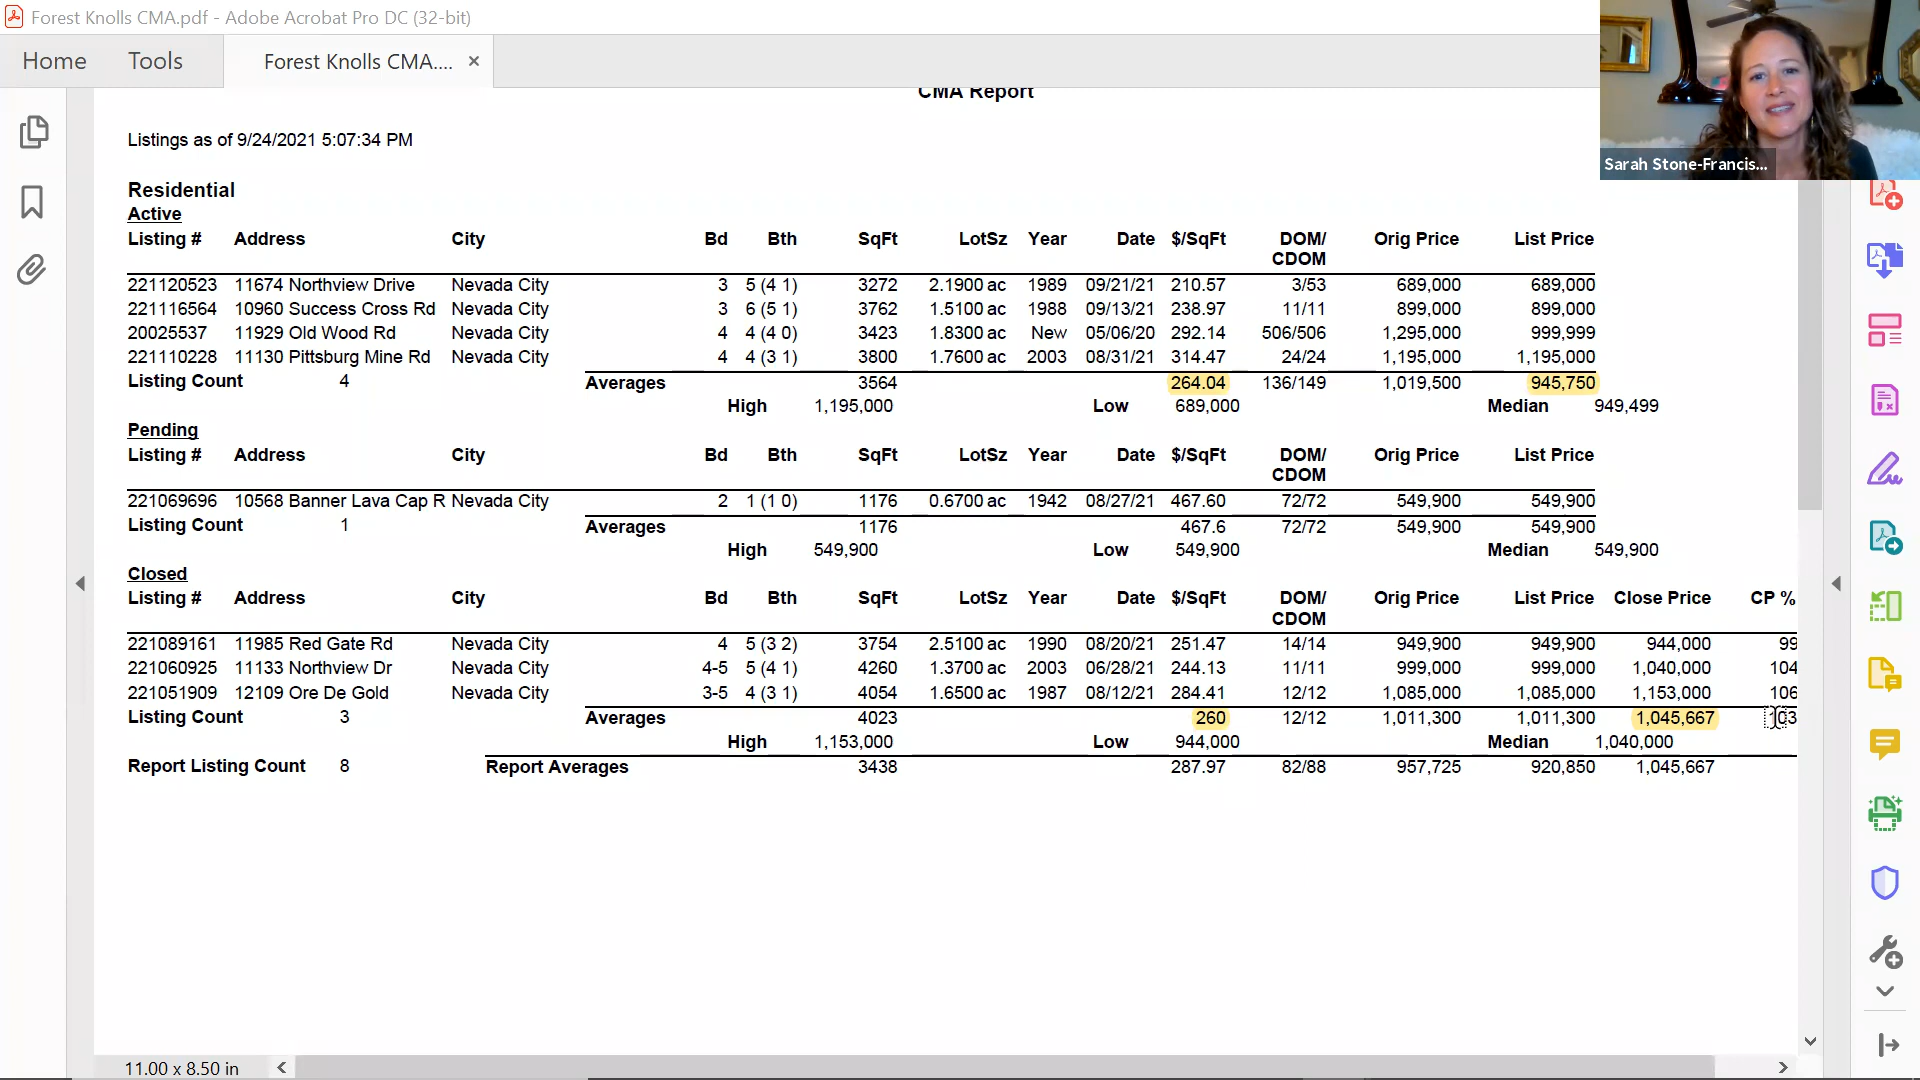 Forest Knolls CMA.pdf - Adobe Acrobat Pro DC (32-bit)
Home Tools Forest Knolls CMA....
Sarah Stone-Francis...
CMA Report
Listings as of 9/24/2021 5:07:34 PM
Residential
Active
Listing # Address City Bd Bth SqFt LotSz Year Date $/SqFt DOM/ CDOM Orig Price List Price
221120523 11674 Northview Drive Nevada City 3 5 (4 1) 3272 2.1900 ac 1989 09/21/21 210.57 3/53 689,000 689,000
221116564 10960 Success Cross Rd Nevada City 3 6 (5 1) 3762 1.5100 ac 1988 09/13/21 238.97 11/11 899,000 899,000
20025537 11929 Old Wood Rd Nevada City 4 4 (4 0) 3423 1.8300 ac New 05/06/20 292.14 506/506 1,295,000 999,999
221110228 11130 Pittsburg Mine Rd Nevada City 4 4 (3 1) 3800 1.7600 ac 2003 08/31/21 314.47 24/24 1,195,000 1,195,000
Listing Count 4 Averages 3564 264.04 136/149 1,019,500 945,750
High 1,195,000 Low 689,000 Median 949,499
Pending
Listing # Address City Bd Bth SqFt LotSz Year Date $/SqFt DOM/ CDOM Orig Price List Price
221069696 10568 Banner Lava Cap R Nevada City 2 1 (1 0) 1176 0.6700 ac 1942 08/27/21 467.60 72/72 549,900 549,900
Listing Count 1 Averages 1176 467.6 72/72 549,900 549,900
High 549,900 Low 549,900 Median 549,900
Closed
Listing # Address City Bd Bth SqFt LotSz Year Date $/SqFt DOM/ CDOM Orig Price List Price Close Price CP %
221089161 11985 Red Gate Rd Nevada City 4 5 (3 2) 3754 2.5100 ac 1990 08/20/21 251.47 14/14 949,900 949,900 944,000 99
221060925 11133 Northview Dr Nevada City 4-5 5 (4 1) 4260 1.3700 ac 2003 06/28/21 244.13 11/11 999,000 999,000 1,040,000 104
221051909 12109 Ore De Gold Nevada City 3-5 4 (3 1) 4054 1.6500 ac 1987 08/12/21 284.41 12/12 1,085,000 1,085,000 1,153,000 106
Listing Count 3 Averages 4023 260 12/12 1,011,300 1,011,300 1,045,667 103
High 1,153,000 Low 944,000 Median 1,040,000
Report Listing Count 8 Report Averages 3438 287.97 82/88 957,725 920,850 1,045,667
11.00 x 8.50 in